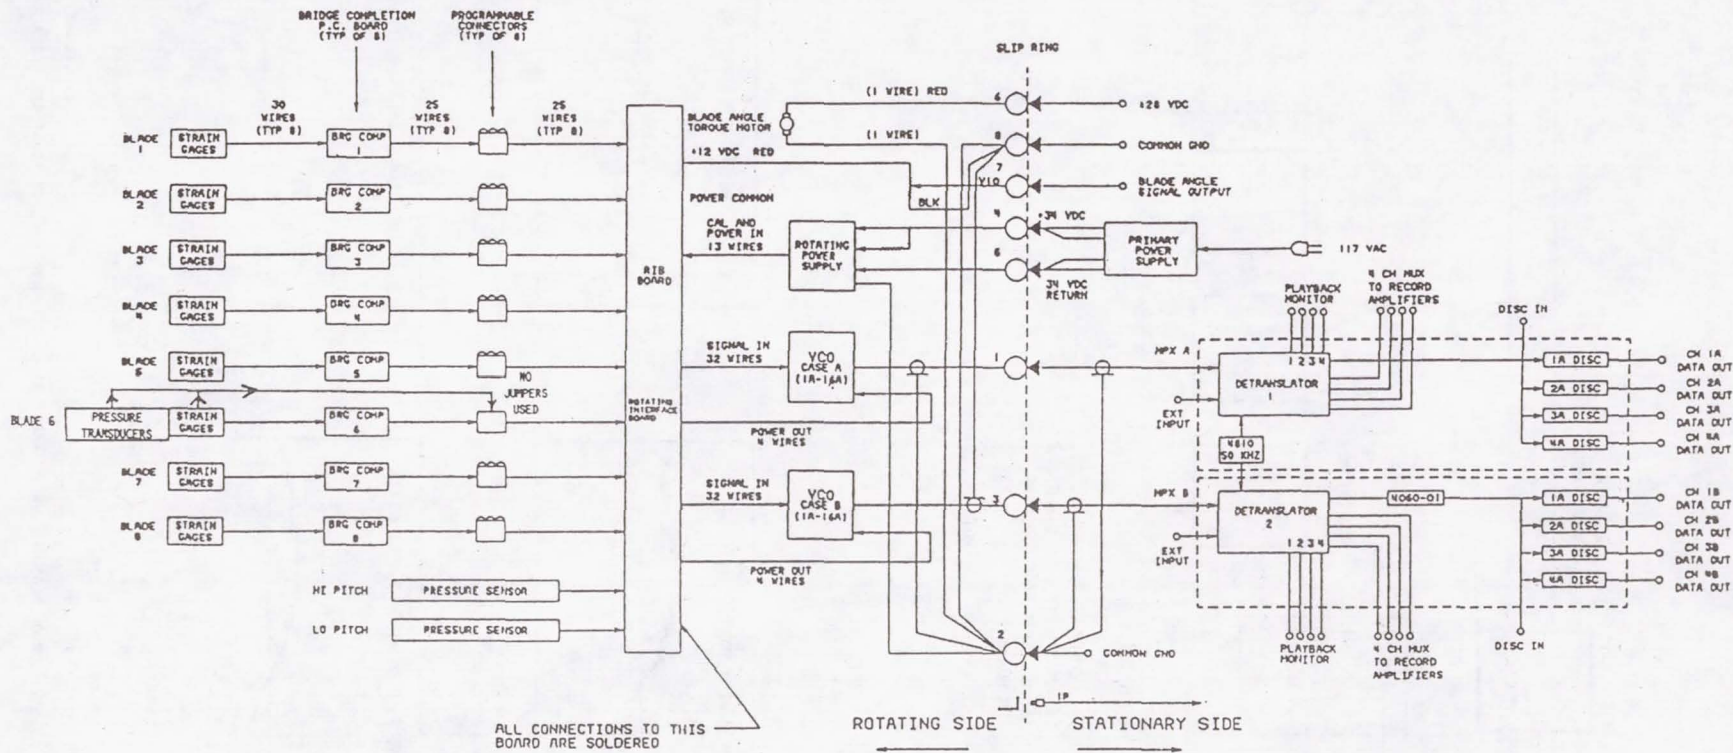 BRIDGE COMPLETION
P.C. BOARD
(TYP OF 8)
PROGRAMMABLE
CONNECTORS
(TYP OF 8)
SLIP RING
30
WIRES
(TYP 8)
25
WIRES
(TYP 8)
25
WIRES
(TYP 8)
BLADE
1
STRAIN
GAGES
BRG COMP
1
BLADE
2
STRAIN
GAGES
BRG COMP
2
BLADE
3
STRAIN
GAGES
BRG COMP
3
BLADE
4
STRAIN
GAGES
BRG COMP
4
BLADE
5
STRAIN
GAGES
BRG COMP
5
NO
JUMPERS
USED
BLADE 6
PRESSURE
TRANSDUCERS
STRAIN
GAGES
BRG COMP
6
BLADE
7
STRAIN
GAGES
BRG COMP
7
BLADE
8
STRAIN
GAGES
BRG COMP
8
HI PITCH
PRESSURE SENSOR
LO PITCH
PRESSURE SENSOR
RIB
BOARD
ROTATING
INTERFACE
BOARD
ALL CONNECTIONS TO THIS
BOARD ARE SOLDERED
BLADE ANGLE
TORQUE MOTOR
(1 WIRE) RED
(1 WIRE)
+12 VDC RED
POWER COMMON
BLK
VIO
CAL AND
POWER IN
13 WIRES
ROTATING
POWER
SUPPLY
SIGNAL IN
32 WIRES
VCO
CASE A
(1A-16A)
POWER OUT
4 WIRES
SIGNAL IN
32 WIRES
VCO
CASE B
(1A-16A)
POWER OUT
4 WIRES
6
8
7
4
6
1
3
2
+28 VDC
COMMON GND
BLADE ANGLE
SIGNAL OUTPUT
+34 VDC
34 VDC
RETURN
PRIMARY
POWER
SUPPLY
117 VAC
COMMON GND
1P
ROTATING SIDE
STATIONARY SIDE
PLAYBACK
MONITOR
4 CH MUX
TO RECORD
AMPLIFIERS
DISC IN
MPX A
1 2 3 4
DETRANSLATOR
1
EXT
INPUT
4610
50 KHZ
1A DISC
2A DISC
3A DISC
4A DISC
CH 1A
DATA OUT
CH 2A
DATA OUT
CH 3A
DATA OUT
CH 4A
DATA OUT
MPX B
DETRANSLATOR
2
1 2 3 4
EXT
INPUT
4060-01
1A DISC
2A DISC
3A DISC
4A DISC
CH 1B
DATA OUT
CH 2B
DATA OUT
CH 3B
DATA OUT
CH 4B
DATA OUT
PLAYBACK
MONITOR
4 CH MUX
TO RECORD
AMPLIFIERS
DISC IN